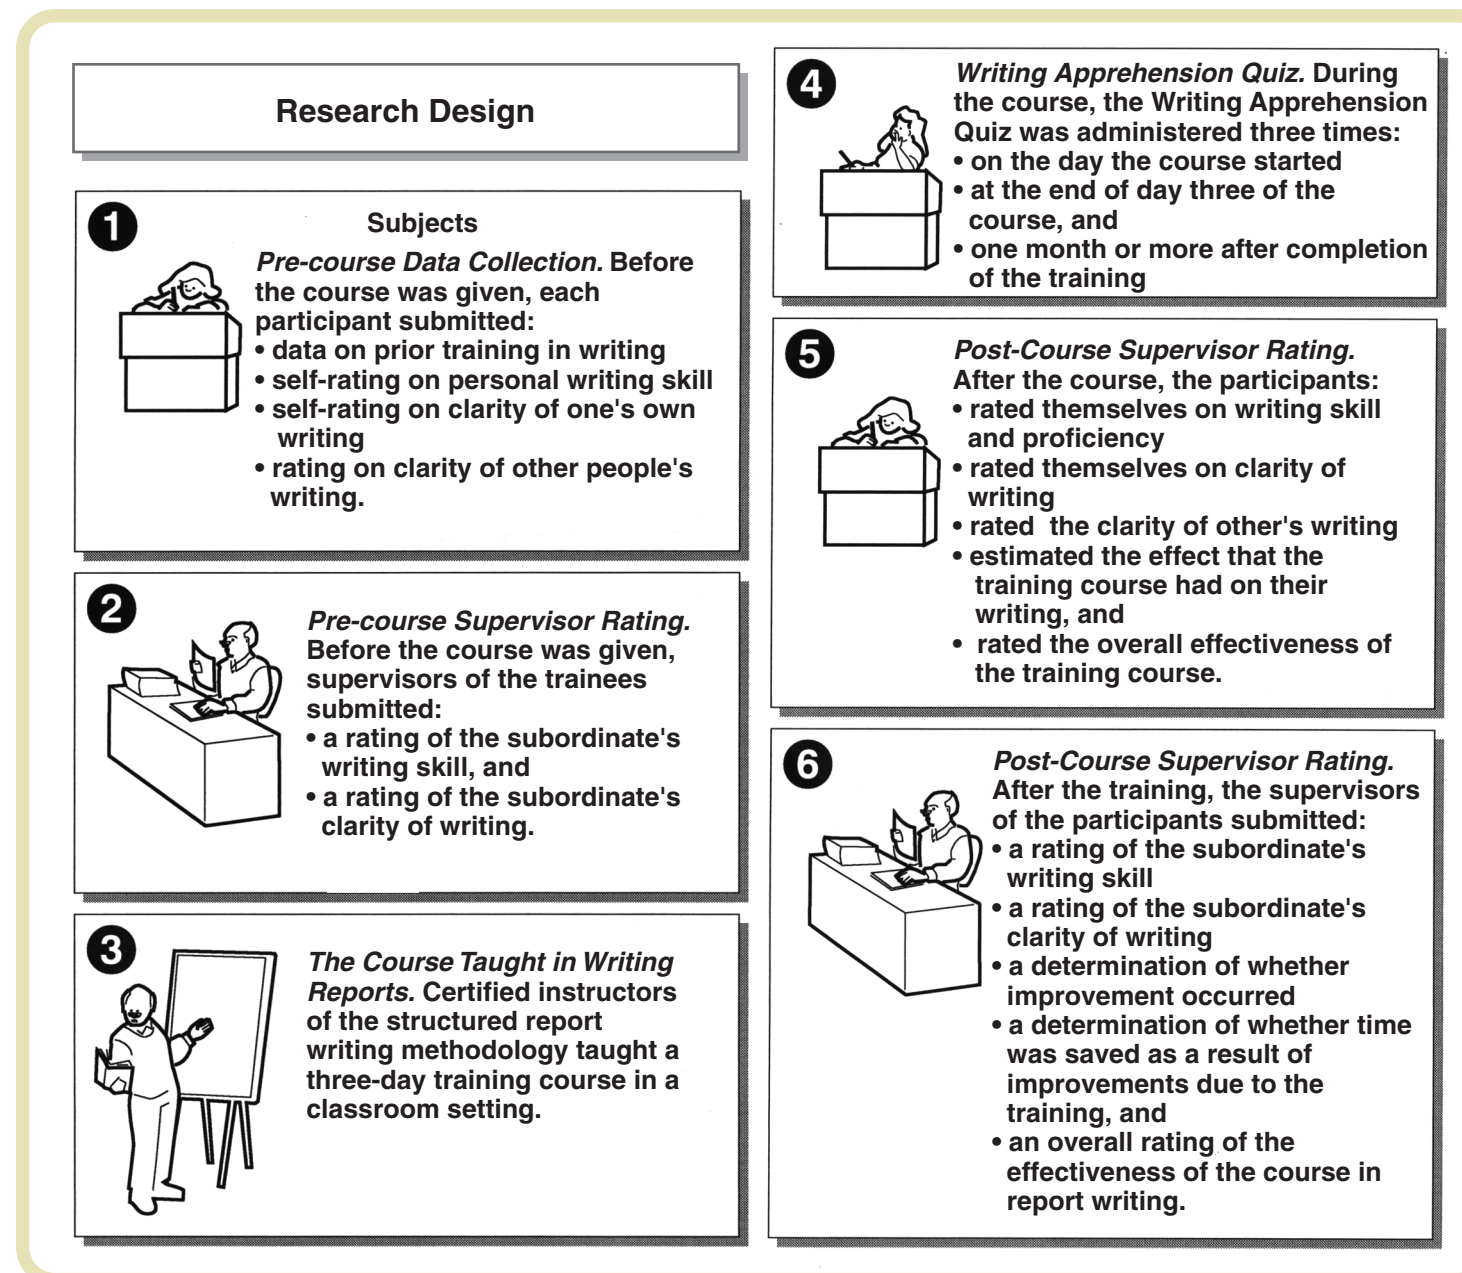 Research Design
1
Subjects
Pre-course Data Collection. Before
the course was given, each
participant submitted:
• data on prior training in writing
• self-rating on personal writing skill
• self-rating on clarity of one's own
writing
• rating on clarity of other people's
writing.
2
Pre-course Supervisor Rating.
Before the course was given,
supervisors of the trainees
submitted:
• a rating of the subordinate's
writing skill, and
• a rating of the subordinate's
clarity of writing.
3
The Course Taught in Writing
Reports. Certified instructors
of the structured report
writing methodology taught a
three-day training course in a
classroom setting.
4
Writing Apprehension Quiz. During
the course, the Writing Apprehension
Quiz was administered three times:
• on the day the course started
• at the end of day three of the
course, and
• one month or more after completion
of the training
5
Post-Course Supervisor Rating.
After the course, the participants:
• rated themselves on writing skill
and proficiency
• rated themselves on clarity of
writing
• rated the clarity of other's writing
• estimated the effect that the
training course had on their
writing, and
• rated the overall effectiveness of
the training course.
6
Post-Course Supervisor Rating.
After the training, the supervisors
of the participants submitted:
• a rating of the subordinate's
writing skill
• a rating of the subordinate's
clarity of writing
• a determination of whether
improvement occurred
• a determination of whether time
was saved as a result of
improvements due to the
training, and
• an overall rating of the
effectiveness of the course in
report writing.